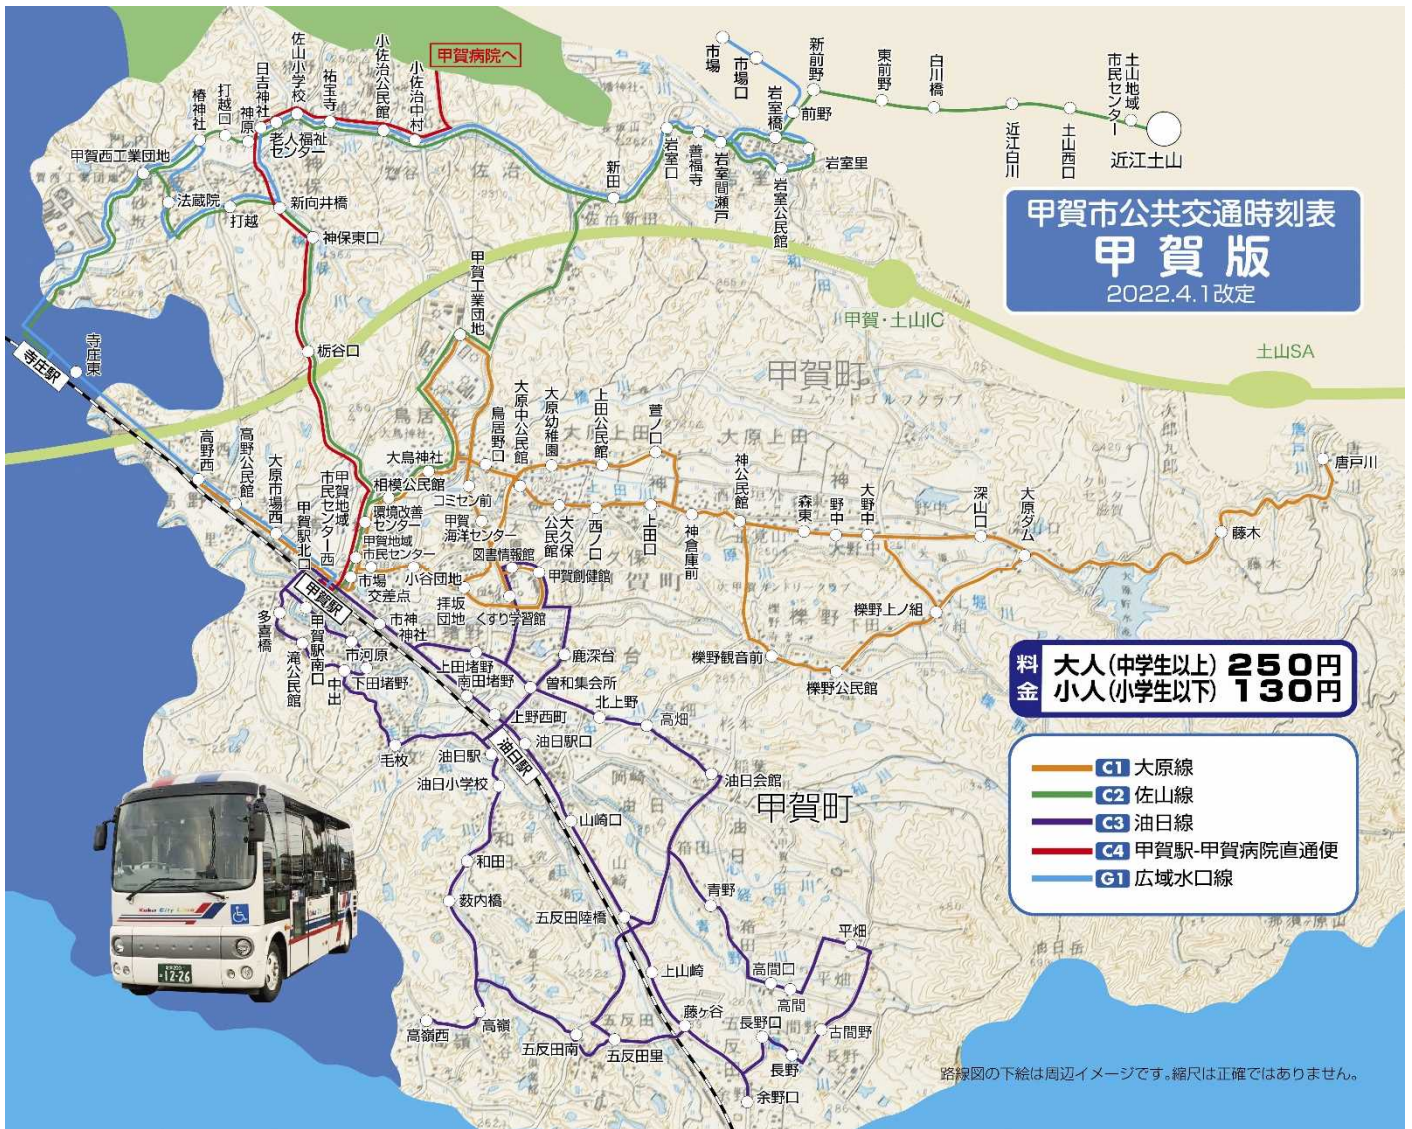 甲賀市公共交通時刻表
甲賀版
2022.4.1改定
甲賀病院へ
市場
市場口
新前野
東前野
白川橋
土山地域
市民センター
近江土山
土山西口
近江白川
前野
岩室橋
岩室里
岩室公民館
岩室間瀬戸
善福寺
岩室口
新田
小佐治中村
小佐治公民館
祐宝寺
佐山小学校
日吉神社
老人福祉
センター
神原
打越口
椿神社
甲賀西工業団地
法蔵院
打越
新向井橋
神保東口
栃谷口
甲賀工業団地
甲賀・土山IC
土山SA
甲賀町
寺庄駅
寺庄東
高野西
高野公民館
大原市場西
甲賀駅北口
甲賀地域
市民センター西
相模公民館
大鳥神社
環境改善
センター
甲賀地域
市民センター
市場
交差点
小谷団地
コミセン前
甲賀
海洋センター
鳥居野口
大原中公民館
大原幼稚園
上田公民館
菅ノ口
大久保
公民館
西ノ口
上田口
神倉庫前
神公民館
森東
野中
大野中
深山口
大原ダム
藤木
唐戸川
櫟野上ノ組
櫟野観音前
櫟野公民館
図書情報館
甲賀創健館
くすり学習館
拝坂
団地
甲賀駅
市神
神社
多喜橋
滝公民館
甲賀駅南口
市河原
中出
下田堵野
上田堵野
南田堵野
鹿深台
曽和集会所
北上野
高畑
上野西町
油日駅
油日駅口
油日駅
油日小学校
毛枚
油日会館
甲賀町
山崎口
和田
薮内橋
青野
五反田陸橋
上山崎
高間口
高間
平畑
古間野
長野口
長野
藤ヶ谷
五反田里
五反田南
高嶺
高嶺西
余野口
料金
大人(中学生以上) 250円
小人(小学生以下) 130円
C1 大原線
C2 佐山線
C3 油日線
C4 甲賀駅-甲賀病院直通便
G1 広域水口線
Koka City Line
12-26
路線図の下絵は周辺イメージです。縮尺は正確ではありません。